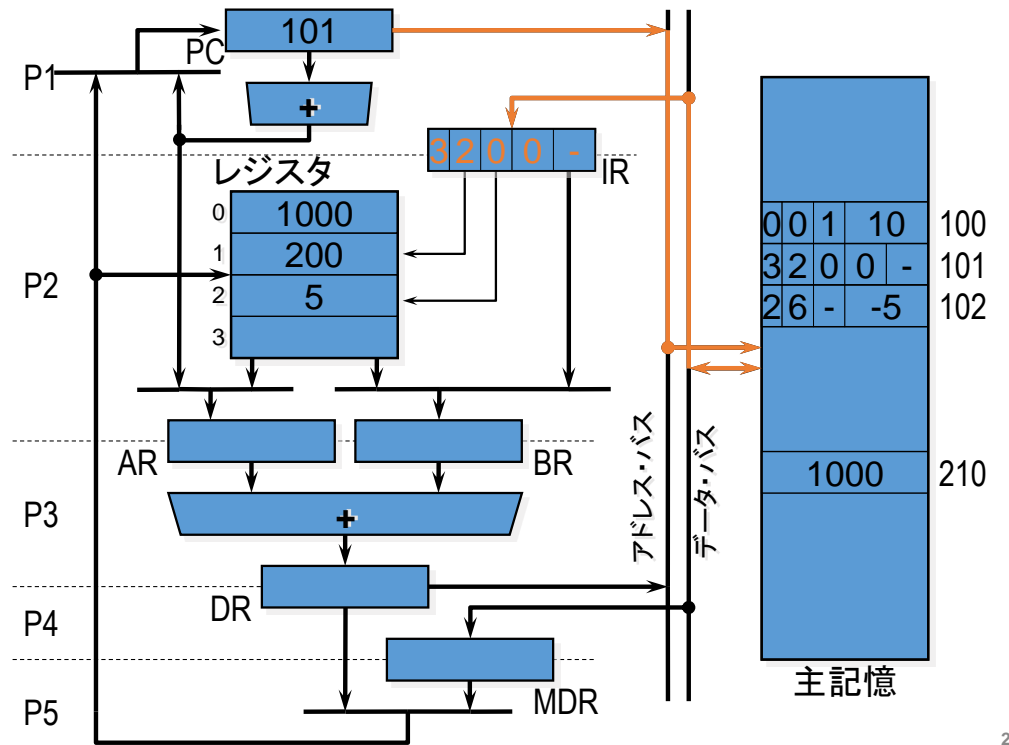 101
PC
P1
+
3 2 0 0 -
IR
レジスタ
0 1000
1 200
2 5
3
P2
0 0 1 10 100
3 2 0 0 - 101
2 6 - -5 102
1000 210
主記憶
アドレス・バス
データ・バス
AR
BR
P3
+
DR
P4
MDR
P5
2